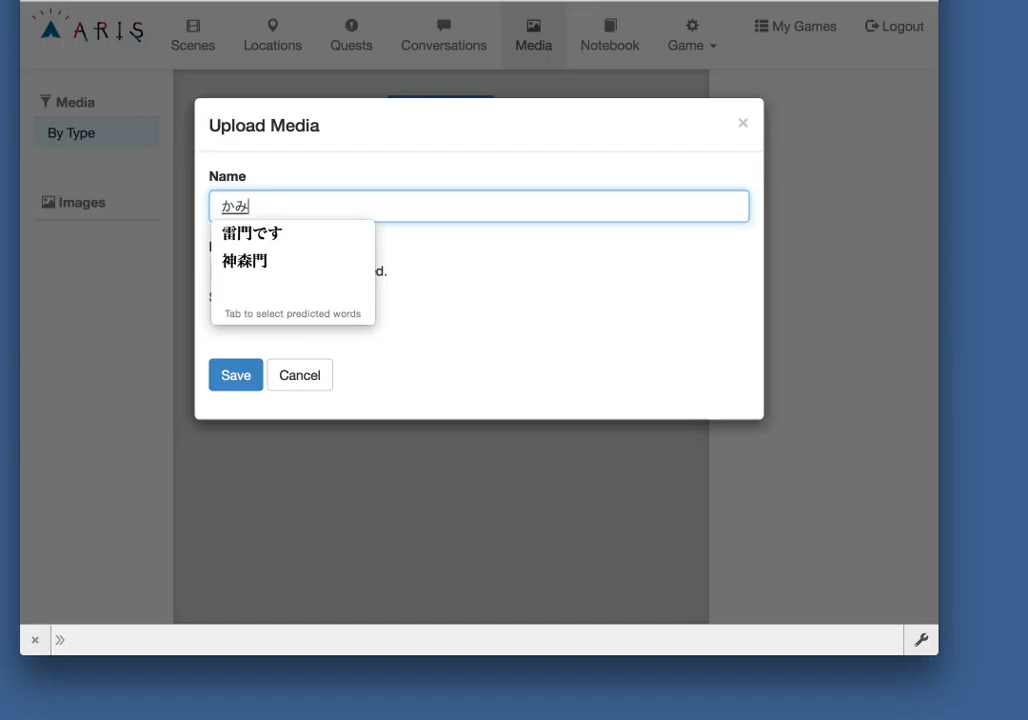 ARIS
Scenes
Locations
Quests
Conversations
Media
Notebook
Game
My Games
Logout
Media
By Type
Images
Upload Media
×
Name
かみ
雷門です
神森門
d.
Tab to select predicted words
Save
Cancel